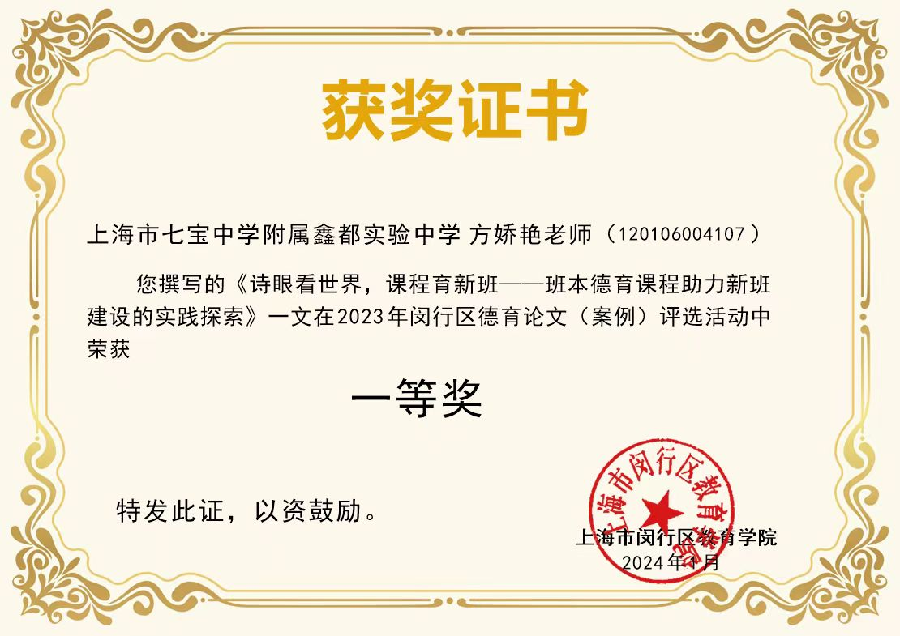 获奖证书
上海市七宝中学附属鑫都实验中学 方娇艳老师（120106004107）
您撰写的《诗眼看世界，课程育新班——班本德育课程助力新班
建设的实践探索》一文在2023年闵行区德育论文（案例）评选活动中
荣获
一等奖
特发此证，以资鼓励。
上海市闵行区教育学院
上海市闵行区教育学院
2024年 月